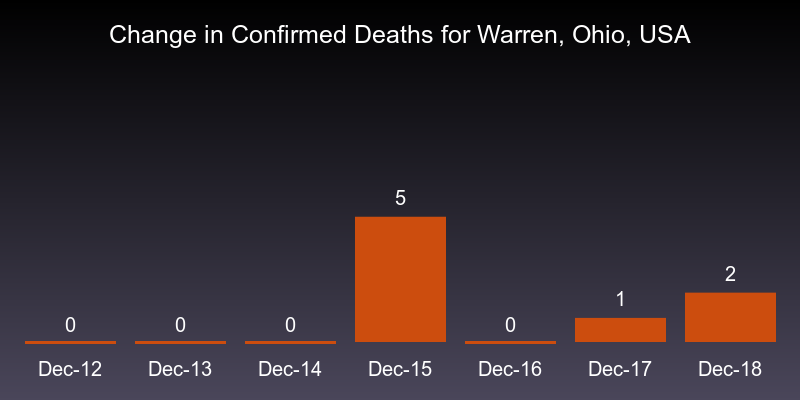 Change in Confirmed Deaths for Warren, Ohio, USA
5
2
1
0 0 0 0
Dec-12 Dec-13 Dec-14 Dec-15 Dec-16 Dec-17 Dec-18